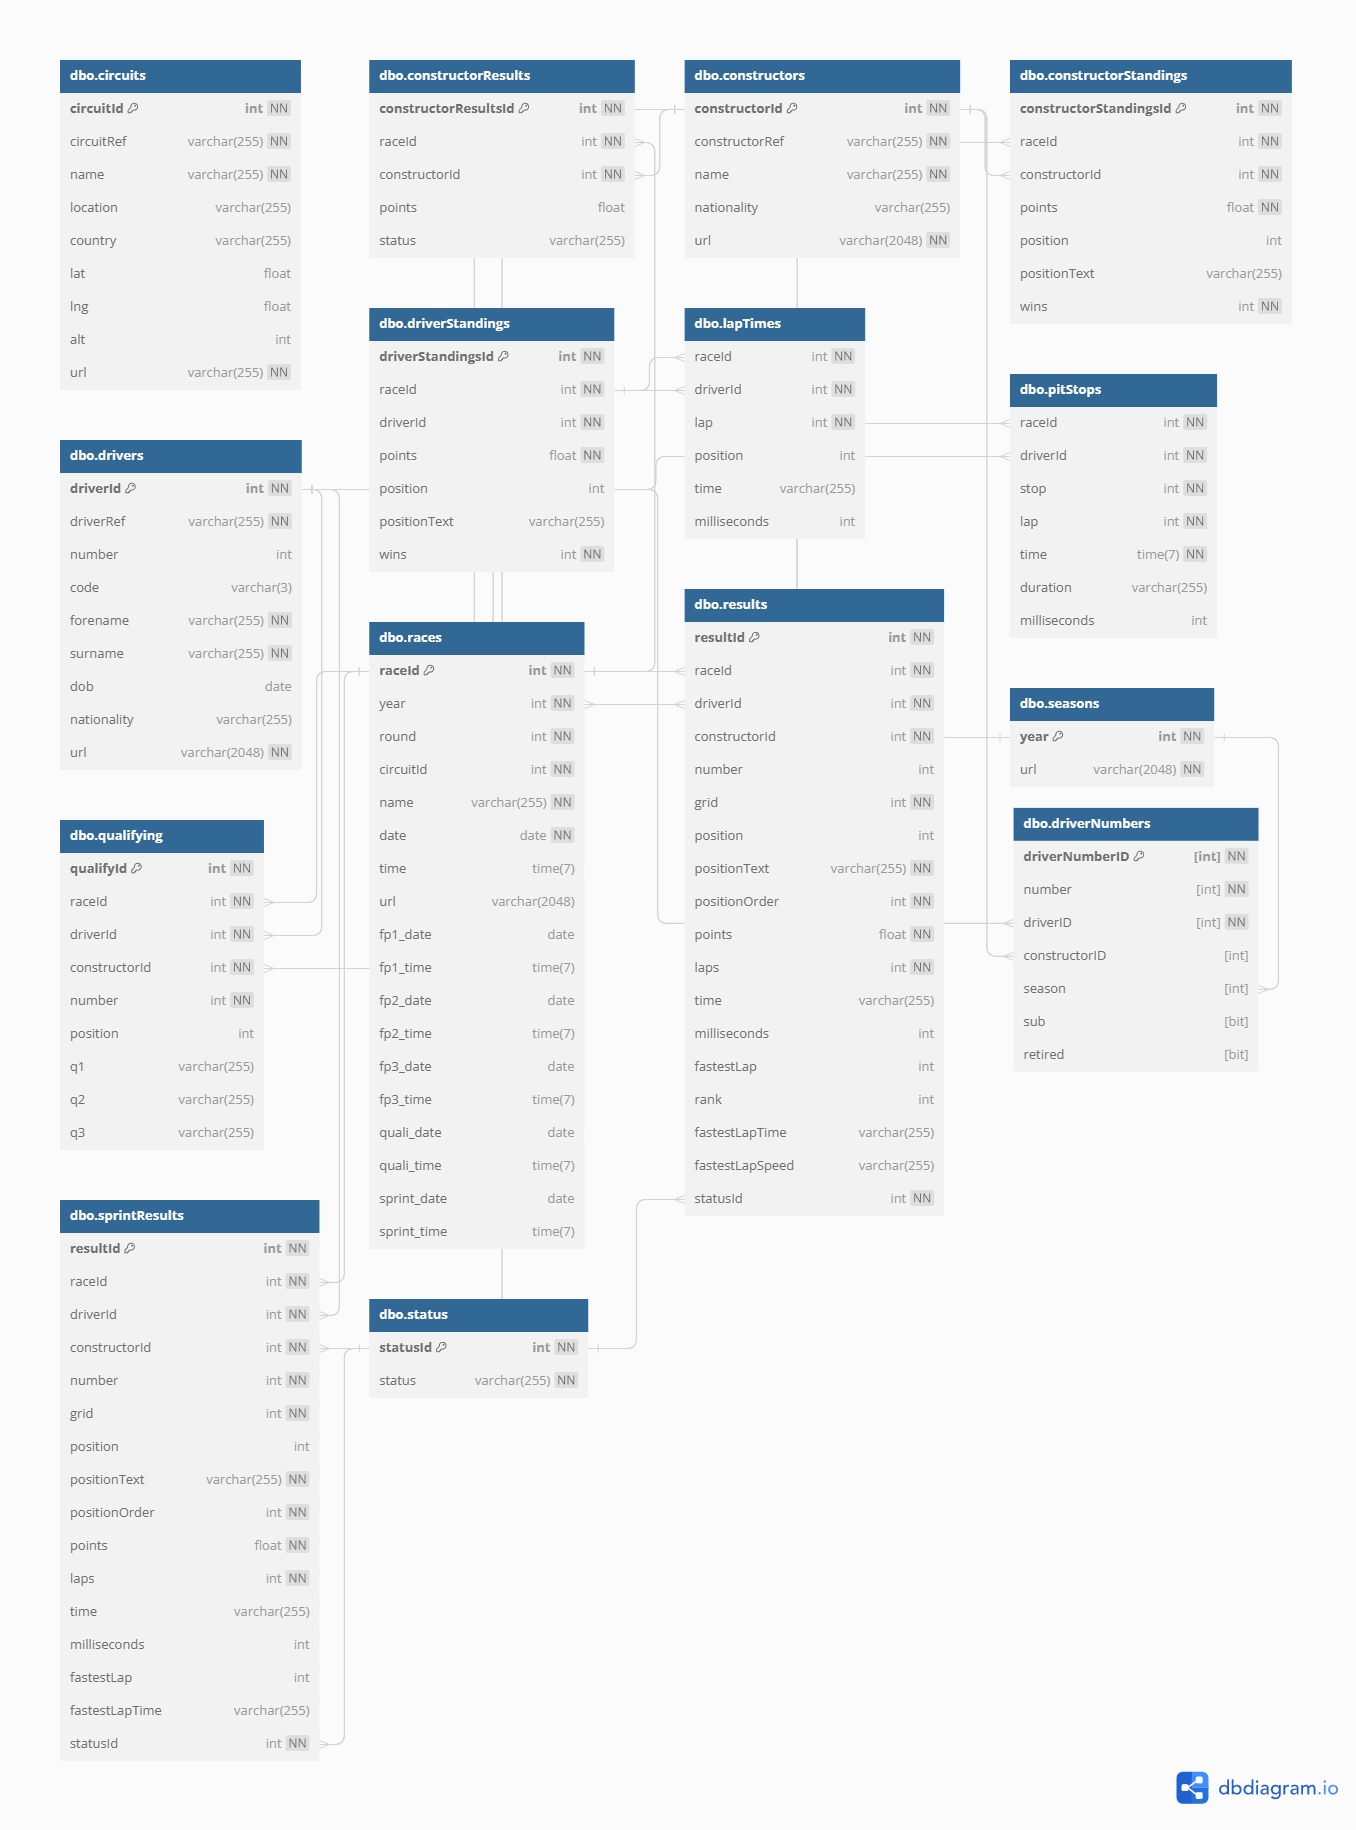 dbo.circuits
circuitId int NN
circuitRef varchar(255) NN
name varchar(255) NN
location varchar(255)
country varchar(255)
lat float
lng float
alt int
url varchar(255) NN
dbo.constructorResults
constructorResultsId int NN
raceId int NN
constructorId int NN
points float
status varchar(255)
dbo.constructors
constructorId int NN
constructorRef varchar(255) NN
name varchar(255) NN
nationality varchar(255)
url varchar(2048) NN
dbo.constructorStandings
constructorStandingsId int NN
raceId int NN
constructorId int NN
points float NN
position int
positionText varchar(255)
wins int NN
dbo.driverStandings
driverStandingsId int NN
raceId int NN
driverId int NN
points float NN
position int
positionText varchar(255)
wins int NN
dbo.lapTimes
raceId int NN
driverId int NN
lap int NN
position int
time varchar(255)
milliseconds int
dbo.pitStops
raceId int NN
driverId int NN
stop int NN
lap int NN
time time(7) NN
duration varchar(255)
milliseconds int
dbo.drivers
driverId int NN
driverRef varchar(255) NN
number int
code varchar(3)
forename varchar(255) NN
surname varchar(255) NN
dob date
nationality varchar(255)
url varchar(2048) NN
dbo.races
raceId int NN
year int NN
round int NN
circuitId int NN
name varchar(255) NN
date date NN
time time(7)
url varchar(2048)
fp1_date date
fp1_time time(7)
fp2_date date
fp2_time time(7)
fp3_date date
fp3_time time(7)
quali_date date
quali_time time(7)
sprint_date date
sprint_time time(7)
dbo.results
resultId int NN
raceId int NN
driverId int NN
constructorId int NN
number int
grid int NN
position int
positionText varchar(255) NN
positionOrder int NN
points float NN
laps int NN
time varchar(255)
milliseconds int
fastestLap int
rank int
fastestLapTime varchar(255)
fastestLapSpeed varchar(255)
statusId int NN
dbo.seasons
year int NN
url varchar(2048) NN
dbo.driverNumbers
driverNumberID [int] NN
number [int] NN
driverID [int] NN
constructorID [int]
season [int]
sub [bit]
retired [bit]
dbo.qualifying
qualifyId int NN
raceId int NN
driverId int NN
constructorId int NN
number int NN
position int
q1 varchar(255)
q2 varchar(255)
q3 varchar(255)
dbo.sprintResults
resultId int NN
raceId int NN
driverId int NN
constructorId int NN
number int NN
grid int NN
position int
positionText varchar(255) NN
positionOrder int NN
points float NN
laps int NN
time varchar(255)
milliseconds int
fastestLap int
fastestLapTime varchar(255)
statusId int NN
dbo.status
statusId int NN
status varchar(255) NN
dbdiagram.io